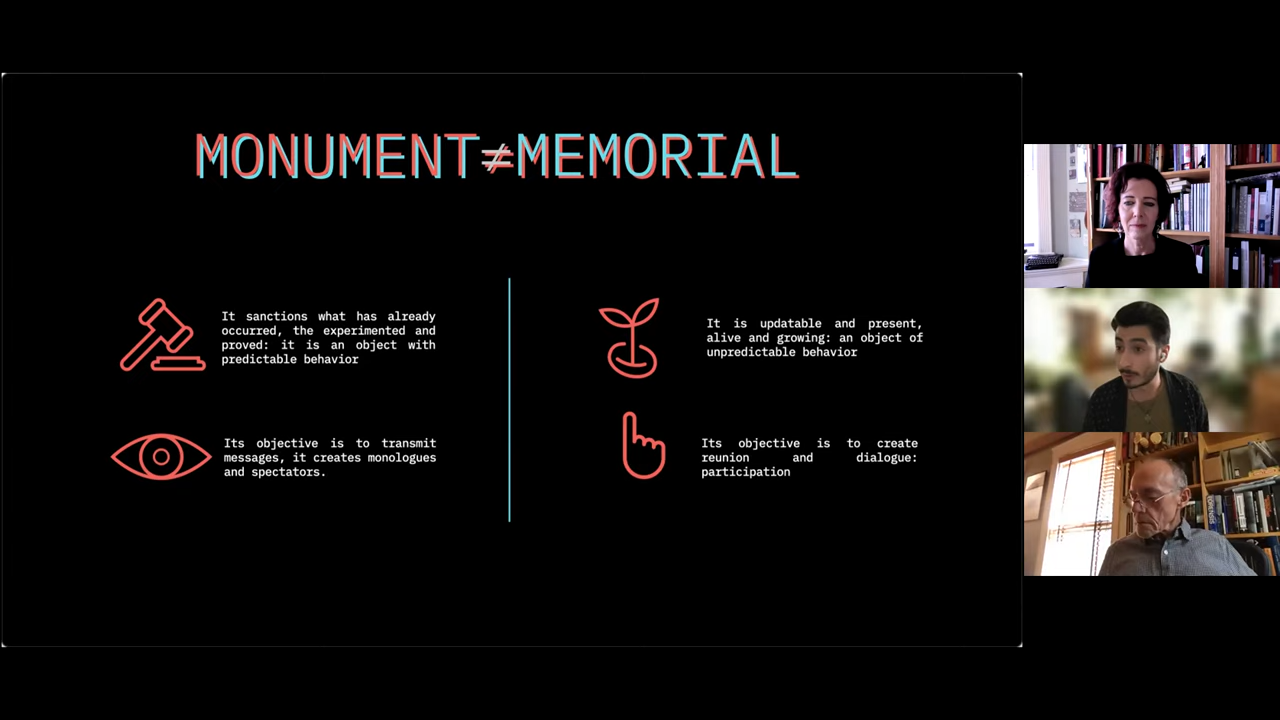 MONUMENT≠MEMORIAL
It sanctions what has already
occurred, the experimented and
proved: it is an object with
predictable behavior
Its objective is to transmit
messages, it creates monologues
and spectators.
It is updatable and present,
alive and growing: an object of
unpredictable behavior
Its objective is to create
reunion and dialogue:
participation